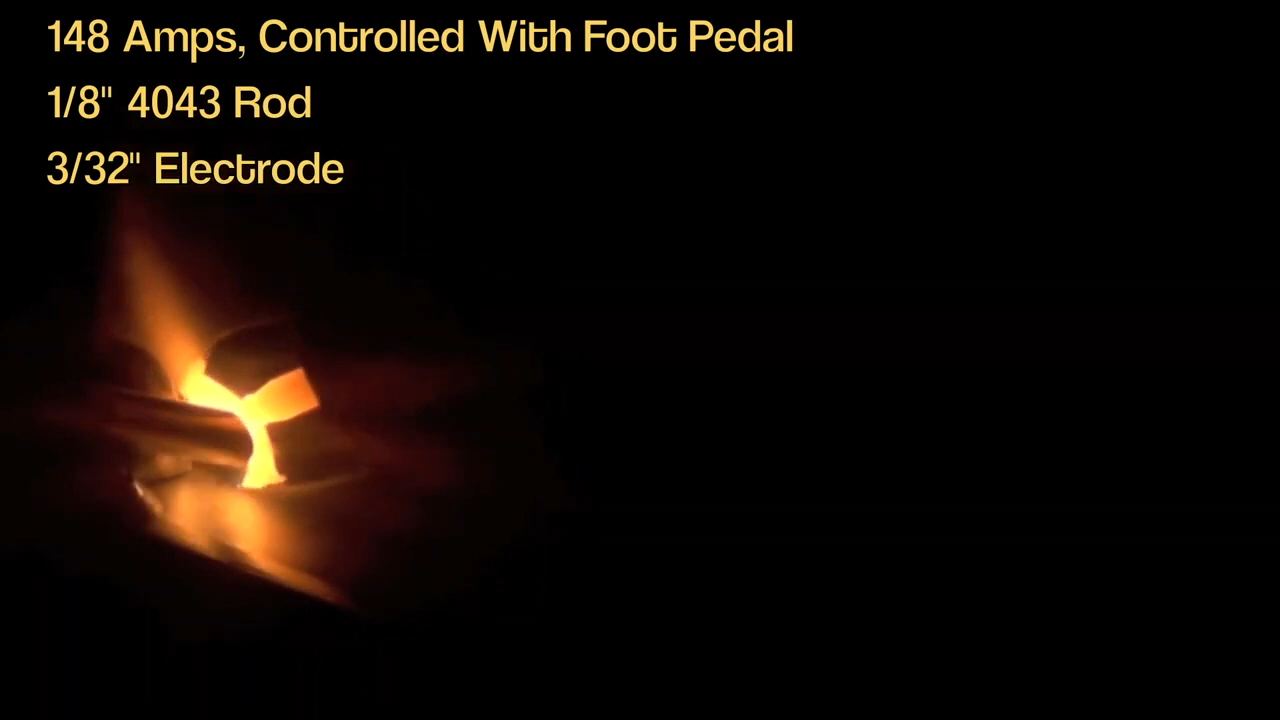 148 Amps, Controlled With Foot Pedal
1/8" 4043 Rod
3/32" Electrode